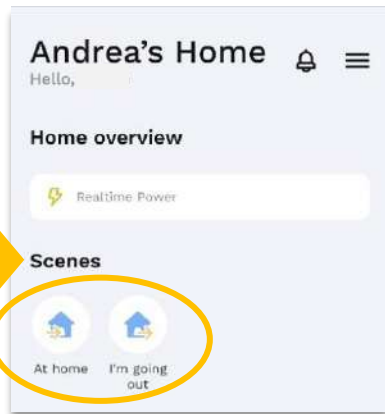 Andrea's Home
Hello,
Home overview
Realtime Power
Scenes
At home
I'm going
out